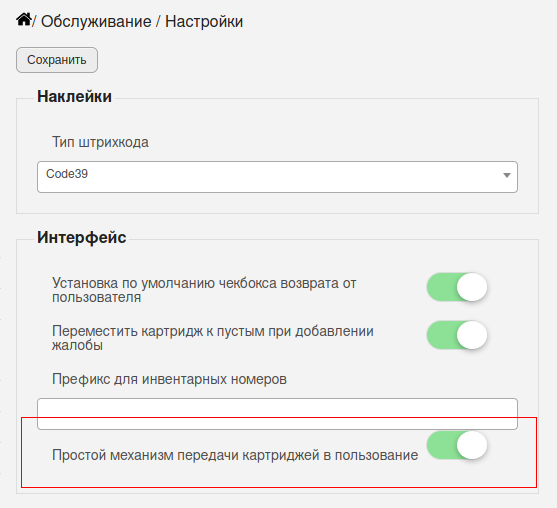 / Обслуживание / Настройки
Сохранить
Наклейки
Тип штрихкода
Code39
Интерфейс
Установка по умолчанию чекбокса возврата от
пользователя
Переместить картридж к пустым при добавлении
жалобы
Префикс для инвентарных номеров
Простой механизм передачи картриджей в пользование